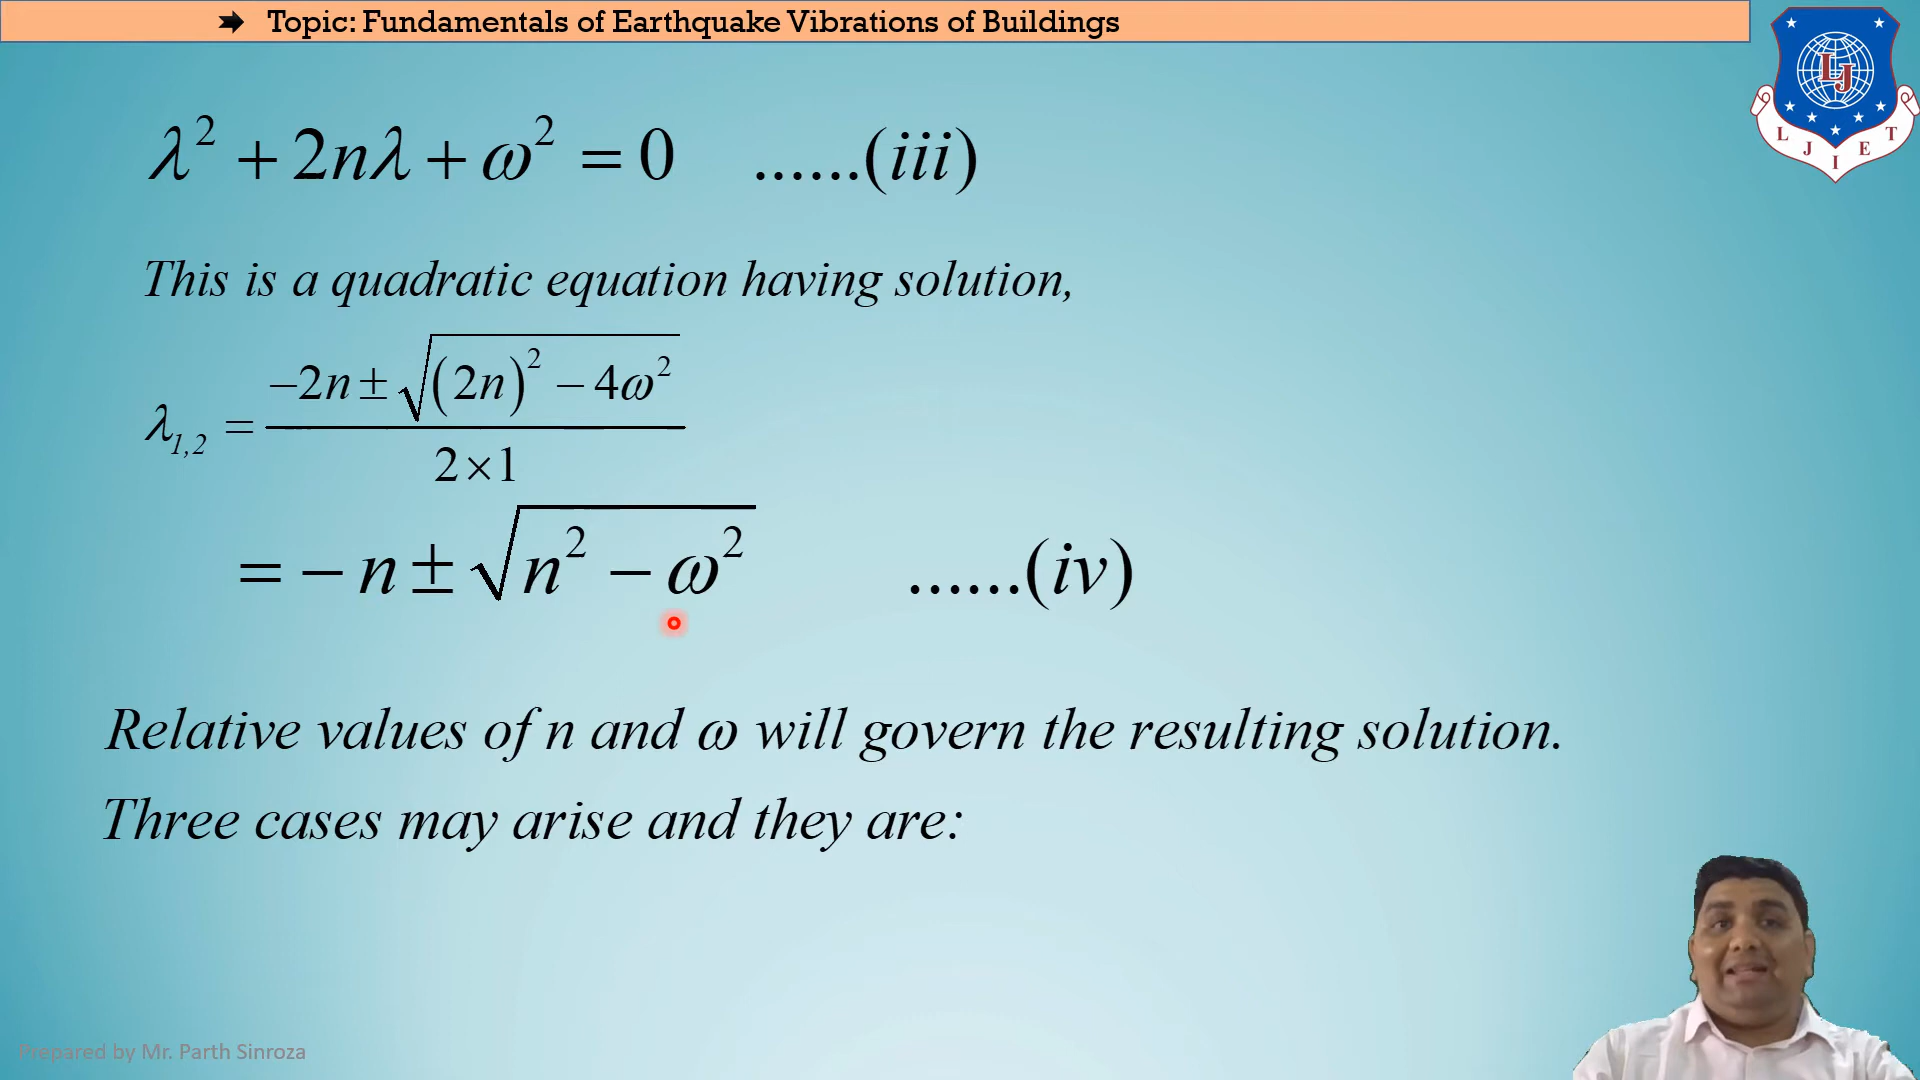 ➔ Topic: Fundamentals of Earthquake Vibrations of Buildings
LJ
L J I E T
λ² + 2nλ + ω² = 0 ......(iii)
This is a quadratic equation having solution,
λ₁,₂ = (−2n ± √((2n)² − 4ω²)) / (2×1)
= − n ± √(n² − ω²) ......(iv)
Relative values of n and ω will govern the resulting solution.
Three cases may arise and they are:
Prepared by Mr. Parth Sinroza